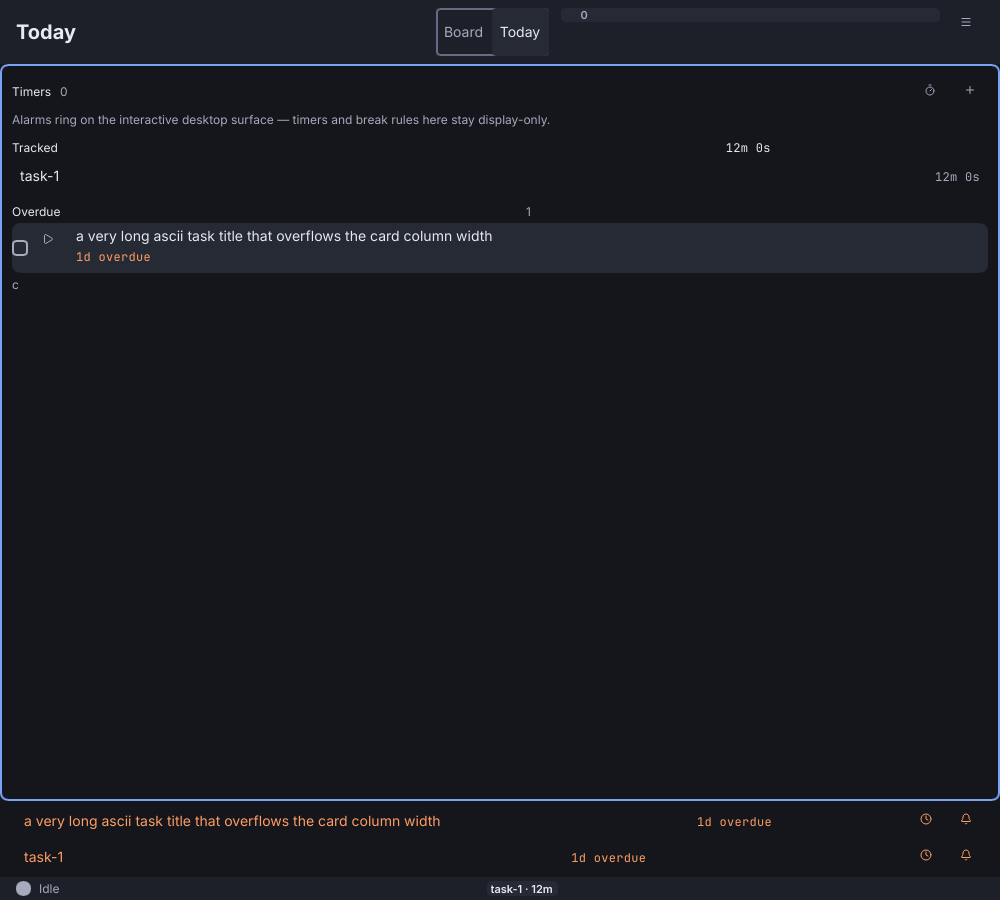 Today
Board Today 0
Timers 0
Alarms ring on the interactive desktop surface — timers and break rules here stay display-only.
Tracked 12m 0s
task-1 12m 0s
Overdue 1
a very long ascii task title that overflows the card column width
1d overdue
c
a very long ascii task title that overflows the card column width 1d overdue
task-1 1d overdue
Idle task-1 · 12m